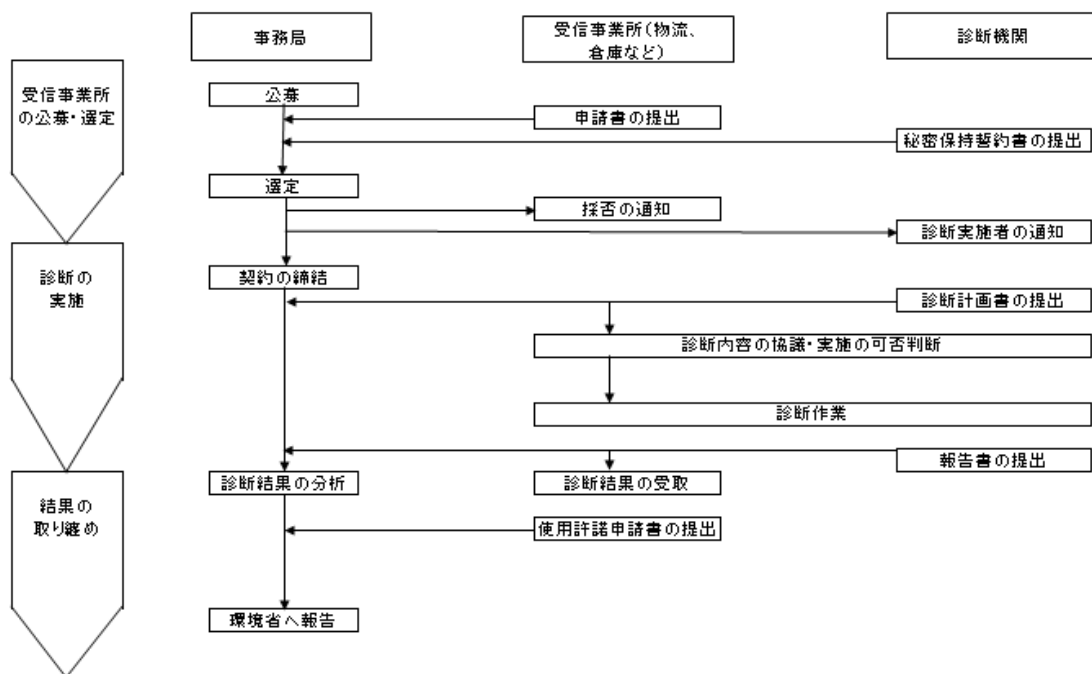 事務局
受信事業所(物流、
倉庫など)
診断機関
受信事業所
の公募・選定
公募
申請書の提出
秘密保持誓約書の提出
選定
採否の通知
診断実施者の通知
診断の
実施
契約の締結
診断計画書の提出
診断内容の協議・実施の可否判断
診断作業
報告書の提出
結果の
取り継め
診断結果の分析
診断結果の受取
使用許諾申請書の提出
環境省へ報告